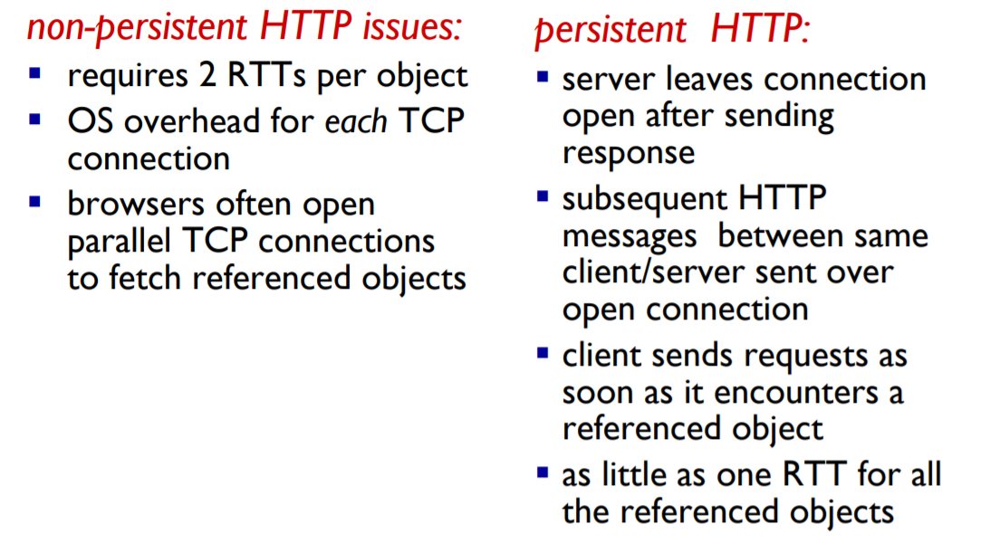 non-persistent HTTP issues:
▪ requires 2 RTTs per object
▪ OS overhead for each TCP
connection
▪ browsers often open
parallel TCP connections
to fetch referenced objects
persistent HTTP:
▪ server leaves connection
open after sending
response
▪ subsequent HTTP
messages between same
client/server sent over
open connection
▪ client sends requests as
soon as it encounters a
referenced object
▪ as little as one RTT for all
the referenced objects